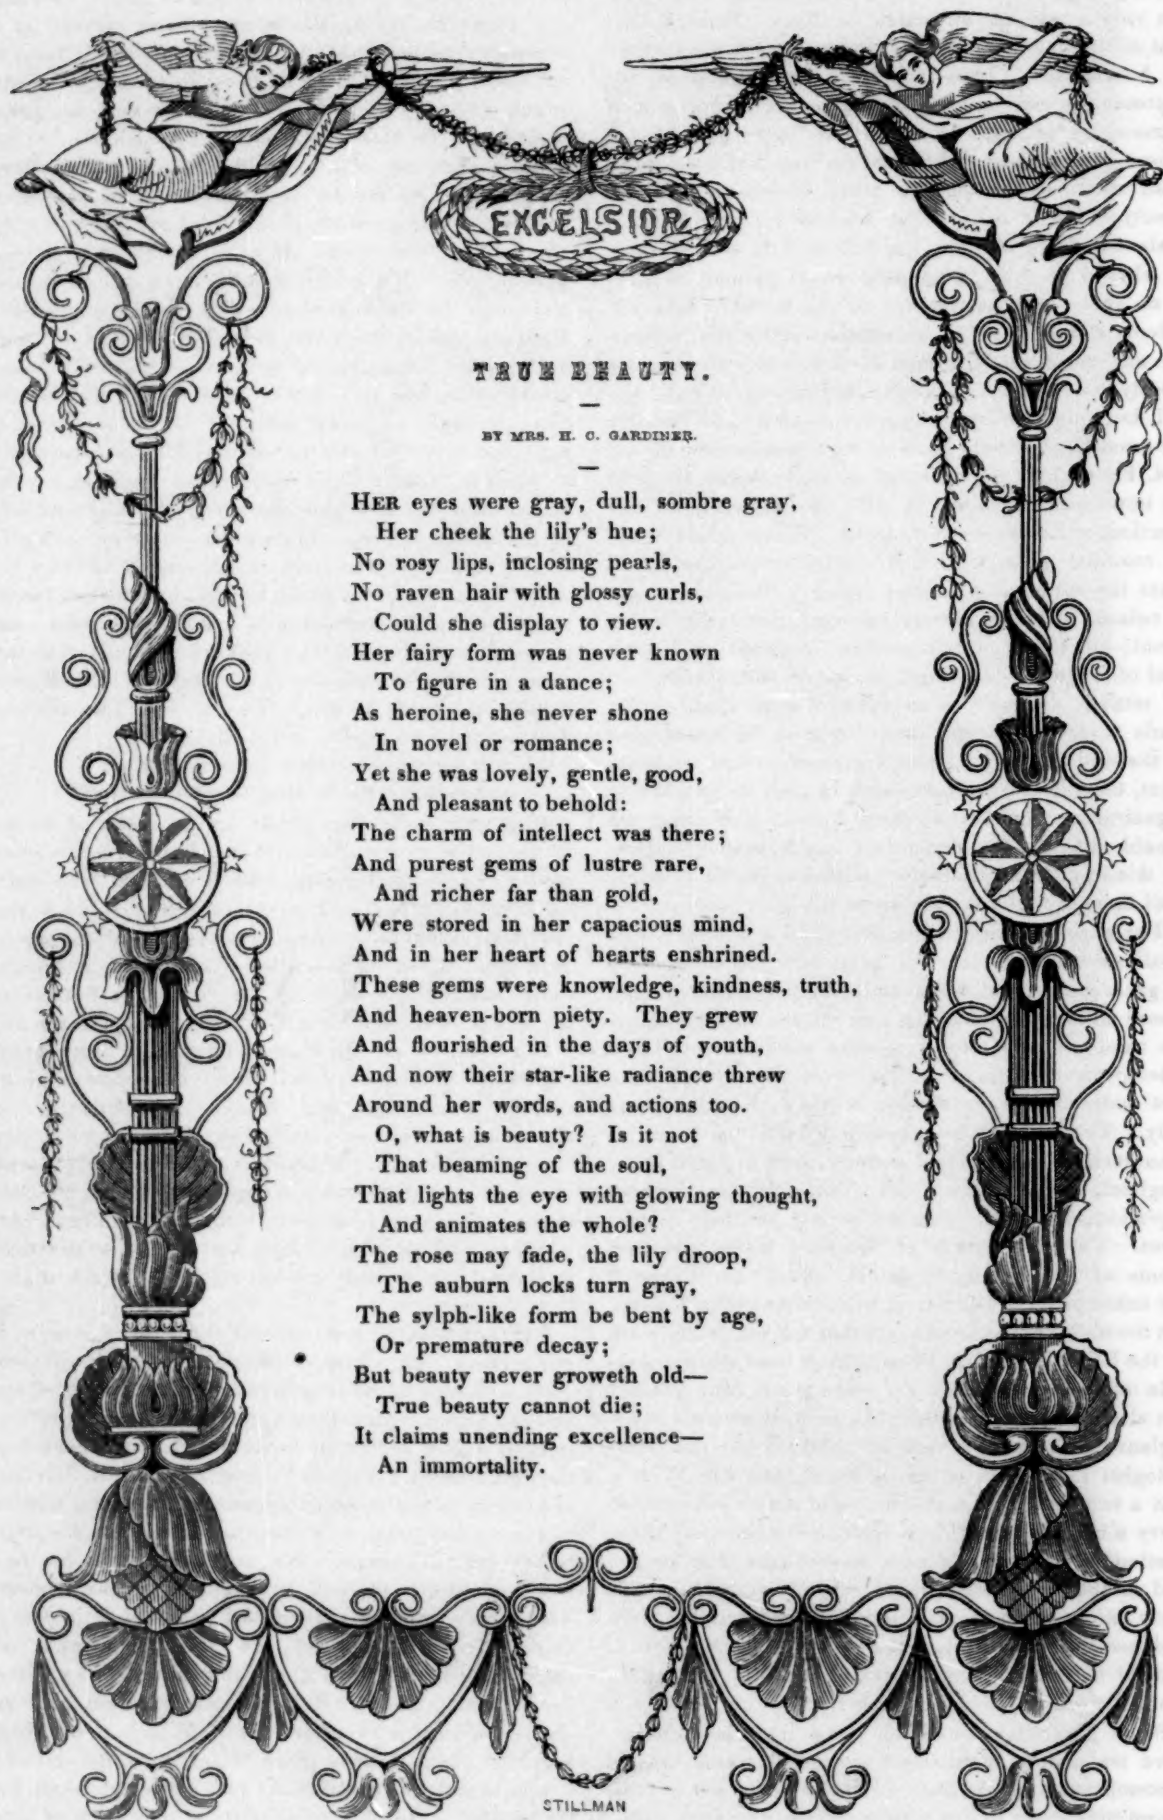 EXCELSIOR
TRUE BEAUTY.
BY MRS. H. C. GARDINER.
HER eyes were gray, dull, sombre gray,
Her cheek the lily's hue;
No rosy lips, inclosing pearls,
No raven hair with glossy curls,
Could she display to view.
Her fairy form was never known
To figure in a dance;
As heroine, she never shone
In novel or romance;
Yet she was lovely, gentle, good,
And pleasant to behold:
The charm of intellect was there;
And purest gems of lustre rare,
And richer far than gold,
Were stored in her capacious mind,
And in her heart of hearts enshrined.
These gems were knowledge, kindness, truth,
And heaven-born piety. They grew
And flourished in the days of youth,
And now their star-like radiance threw
Around her words, and actions too.
O, what is beauty? Is it not
That beaming of the soul,
That lights the eye with glowing thought,
And animates the whole?
The rose may fade, the lily droop,
The auburn locks turn gray,
The sylph-like form be bent by age,
Or premature decay;
But beauty never groweth old—
True beauty cannot die;
It claims unending excellence—
An immortality.
STILLMAN